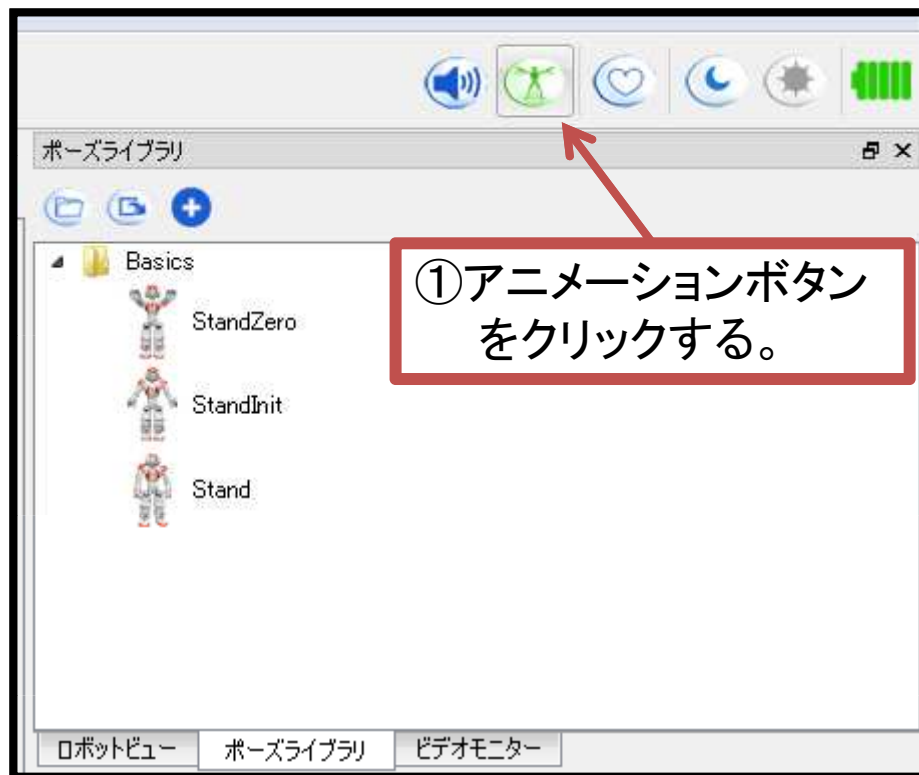 ポーズライブラリ
①アニメーションボタン
をクリックする。
Basics
StandZero
StandInit
Stand
ロボットビュー
ポーズライブラリ
ビデオモニター